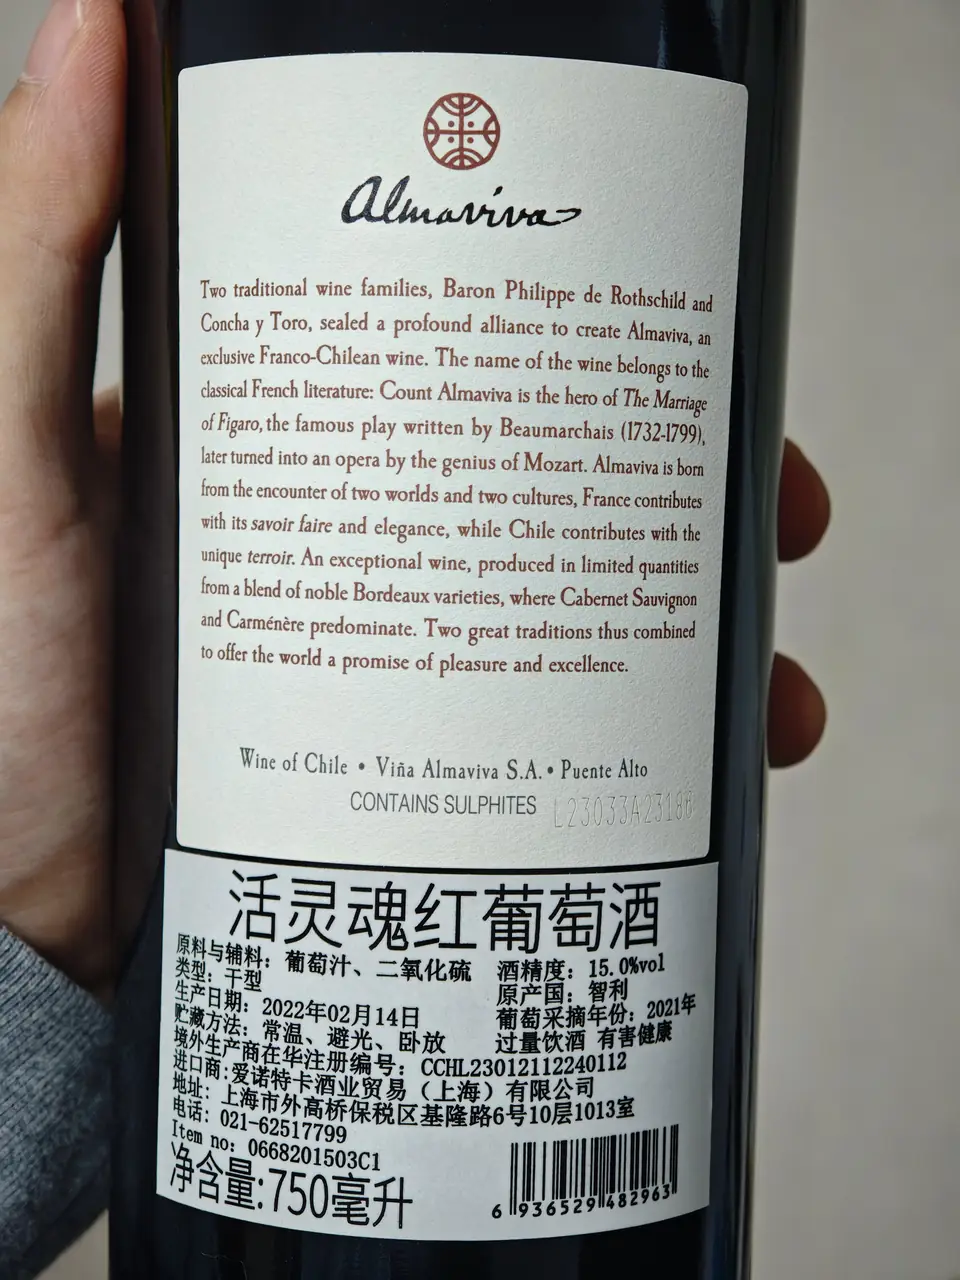 Almaviva
Two traditional wine families, Baron Philippe de Rothschild and
Concha y Toro, sealed a profound alliance to create Almaviva, an
exclusive Franco-Chilean wine. The name of the wine belongs to the
classical French literature: Count Almaviva is the hero of The Marriage
of Figaro, the famous play written by Beaumarchais (1732-1799),
later turned into an opera by the genius of Mozart. Almaviva is born
from the encounter of two worlds and two cultures, France contributes
with its savoir faire and elegance, while Chile contributes with the
unique terroir. An exceptional wine, produced in limited quantities
from a blend of noble Bordeaux varieties, where Cabernet Sauvignon
and Carménère predominate. Two great traditions thus combined
to offer the world a promise of pleasure and excellence.
Wine of Chile • Viña Almaviva S.A. • Puente Alto
CONTAINS SULPHITES L23033A23186
活灵魂红葡萄酒
原料与辅料: 葡萄汁、二氧化硫 酒精度: 15.0%vol
类型: 干型 原产国: 智利
生产日期: 2022年02月14日 葡萄采摘年份: 2021年
贮藏方法: 常温、避光、卧放 过量饮酒 有害健康
境外生产商在华注册编号: CCHL23012112240112
进口商: 爱诺特卡酒业贸易（上海）有限公司
地址: 上海市外高桥保税区基隆路6号10层1013室
电话: 021-62517799
Item no: 0668201503C1
净含量:750毫升
6 936529 482963